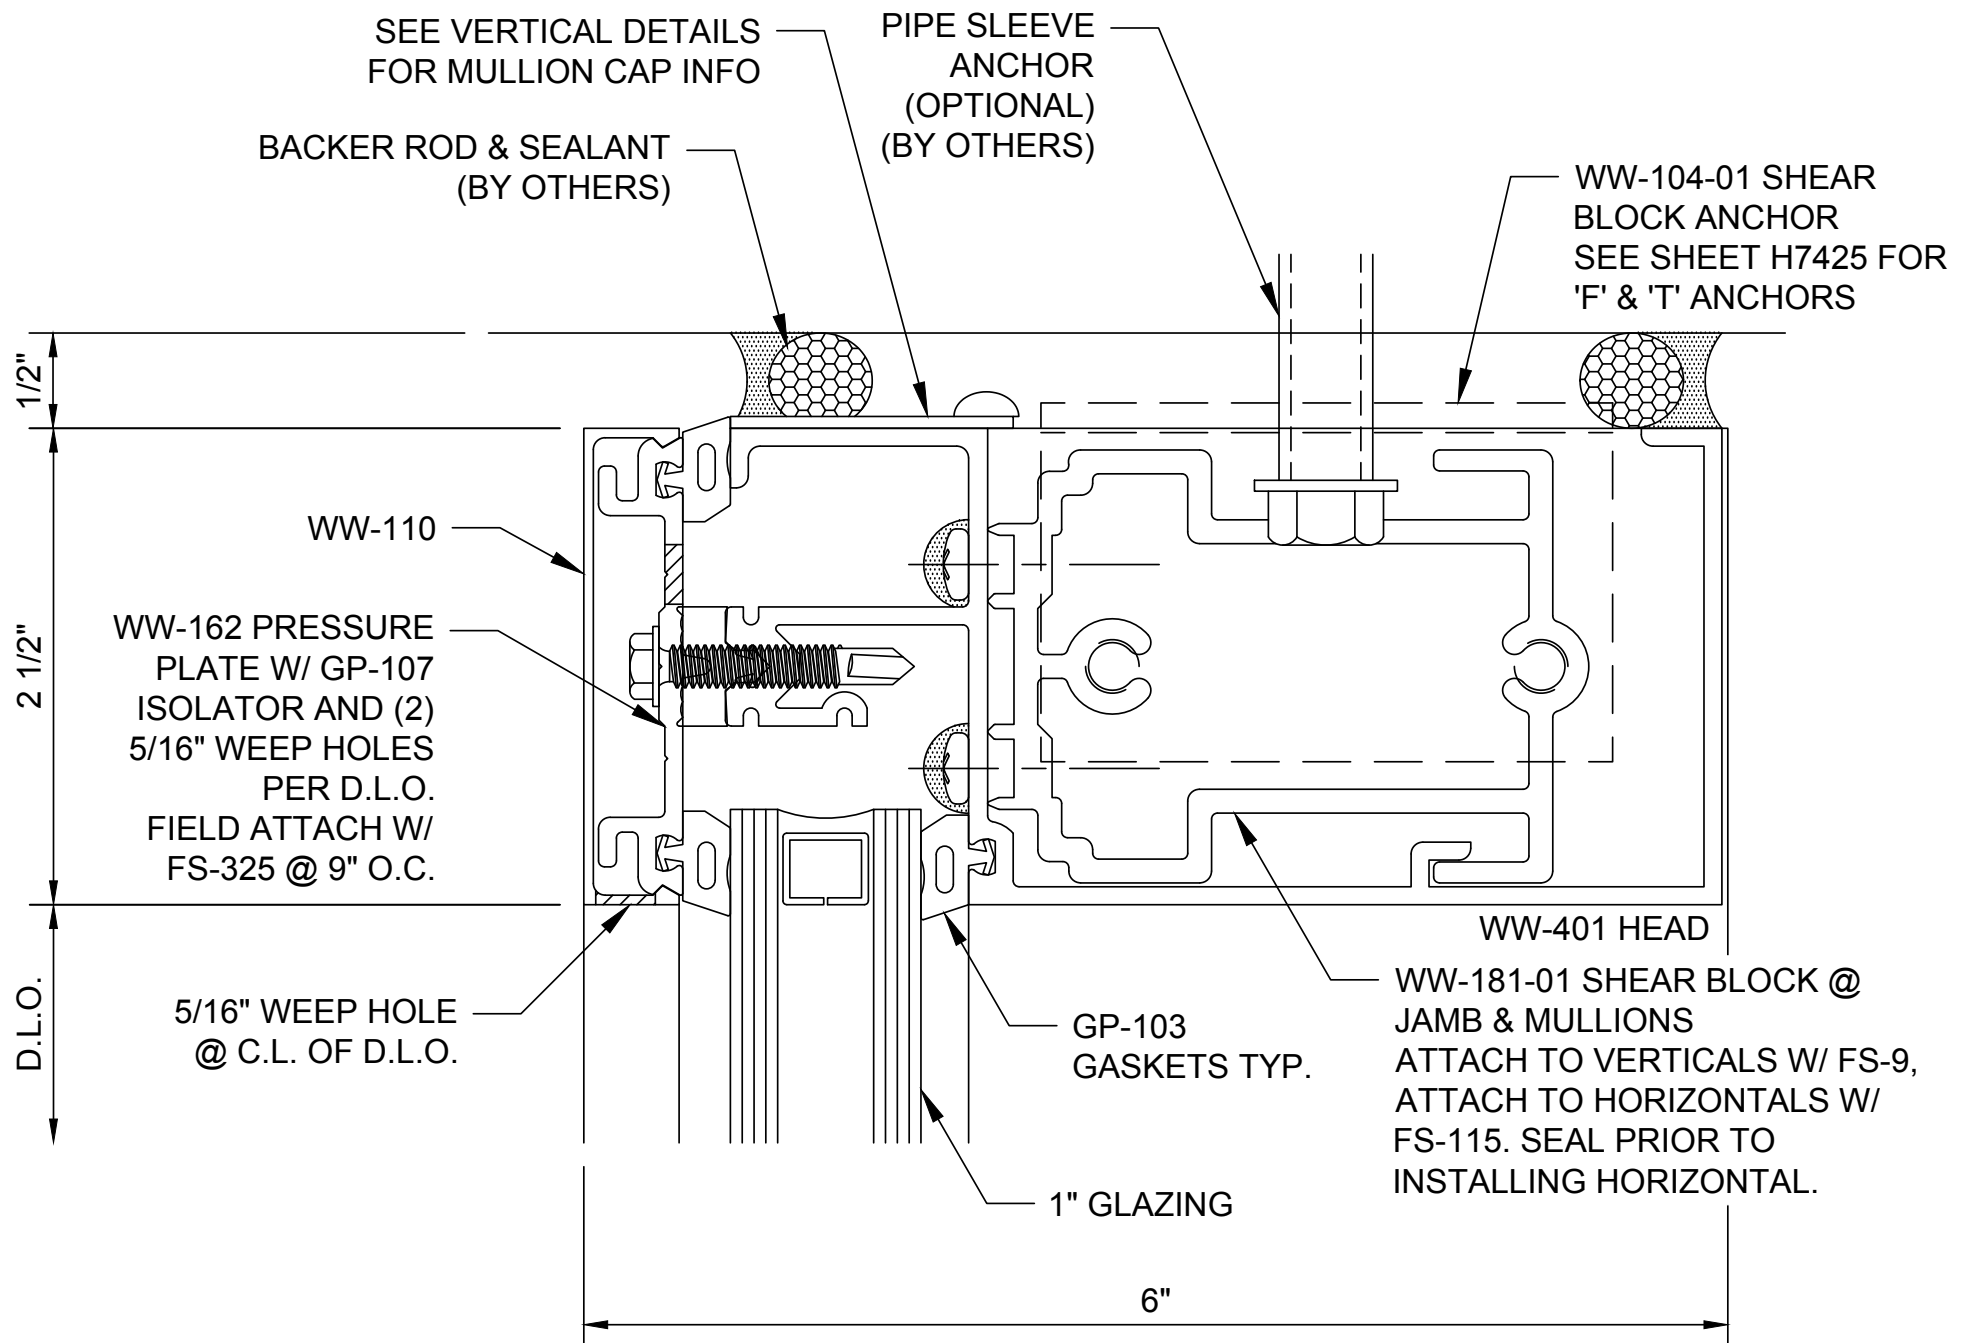 SEE VERTICAL DETAILS
FOR MULLION CAP INFO
PIPE SLEEVE
ANCHOR
(OPTIONAL)
(BY OTHERS)
BACKER ROD & SEALANT
(BY OTHERS)
WW-104-01 SHEAR
BLOCK ANCHOR
SEE SHEET H7425 FOR
'F' & 'T' ANCHORS
1/2"
2 1/2"
D.L.O.
WW-110
WW-162 PRESSURE
PLATE W/ GP-107
ISOLATOR AND (2)
5/16" WEEP HOLES
PER D.L.O.
FIELD ATTACH W/
FS-325 @ 9" O.C.
5/16" WEEP HOLE
@ C.L. OF D.L.O.
WW-401 HEAD
WW-181-01 SHEAR BLOCK @
JAMB & MULLIONS
ATTACH TO VERTICALS W/ FS-9,
ATTACH TO HORIZONTALS W/
FS-115. SEAL PRIOR TO
INSTALLING HORIZONTAL.
GP-103
GASKETS TYP.
1" GLAZING
6"